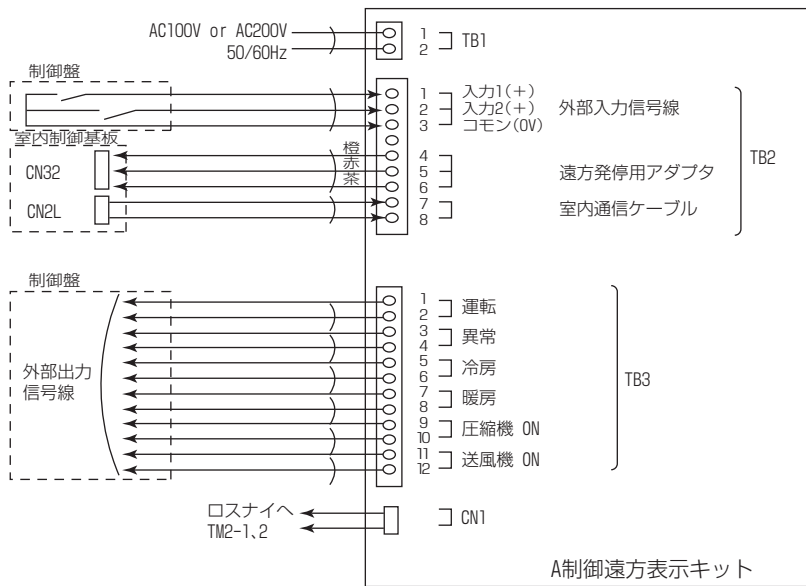 AC100V or AC200V
50/60Hz
1
2
TB1
制御盤
1
2
3
入力1(+)
入力2(+)
コモン(0V)
外部入力信号線
室内制御基板
CN32
CN2L
橙
赤
茶
4
5
6
7
8
遠方発停用アダプタ
室内通信ケーブル
TB2
制御盤
外部出力
信号線
1
2
運転
3
4
異常
5
6
冷房
7
8
暖房
9
10
圧縮機 ON
11
12
送風機 ON
TB3
ロスナイへ
TM2-1、2
CN1
A制御遠方表示キット